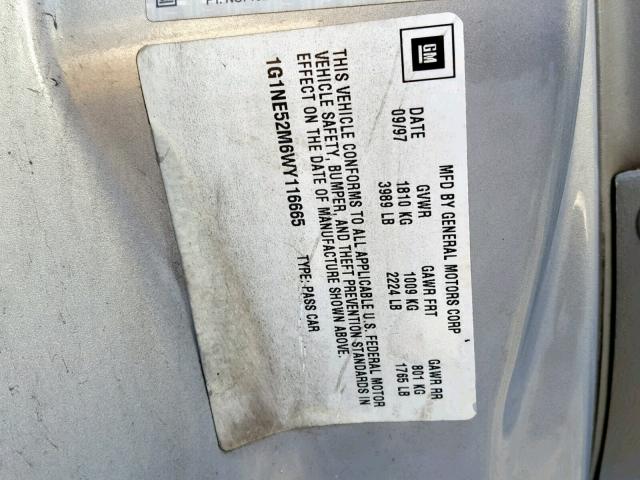 GM
MFD BY GENERAL MOTORS CORP
DATE GVWR GAWR FRT GAWR RR
09/97 1810 KG 1009 KG 801 KG
3989 LB 2224 LB 1765 LB
THIS VEHICLE CONFORMS TO ALL APPLICABLE U.S. FEDERAL MOTOR
VEHICLE SAFETY, BUMPER, AND THEFT PREVENTION STANDARDS IN
EFFECT ON THE DATE OF MANUFACTURE SHOWN ABOVE.
1G1NE52M6WY116665 TYPE: PASS CAR